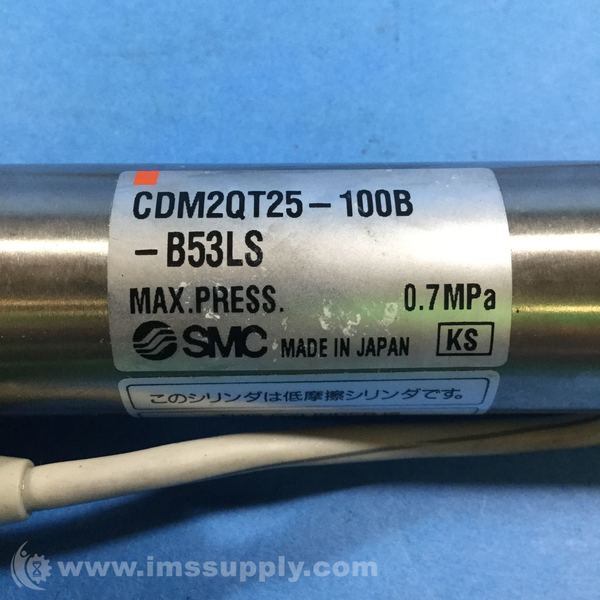 CDM2QT25-100B
-B53LS
MAX.PRESS. 0.7MPa
SMC MADE IN JAPAN KS
このシリンダは低摩擦シリンダです。
www.imssupply.com